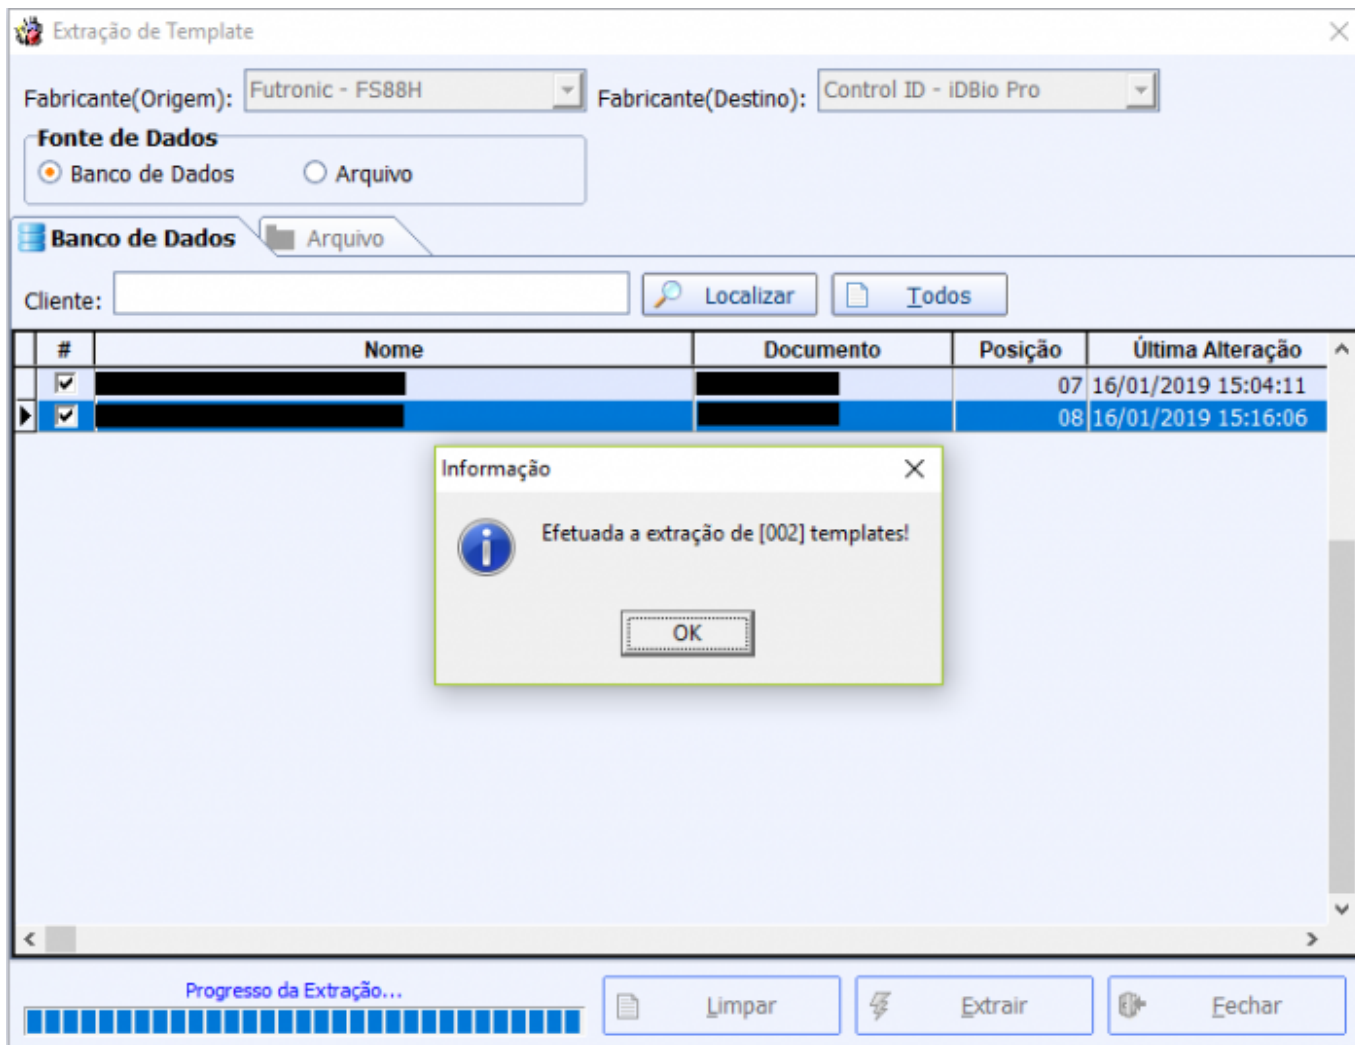 Extração de Template
Fabricante(Origem): Futronic - FS88H Fabricante(Destino): Control ID - iDBio Pro
Fonte de Dados
Banco de Dados Arquivo
Banco de Dados Arquivo
Cliente: Localizar Todos
# Nome Documento Posição Última Alteração
07 16/01/2019 15:04:11
08 16/01/2019 15:16:06
Informação
Efetuada a extração de [002] templates!
OK
Progresso da Extração...
Limpar Extrair Fechar